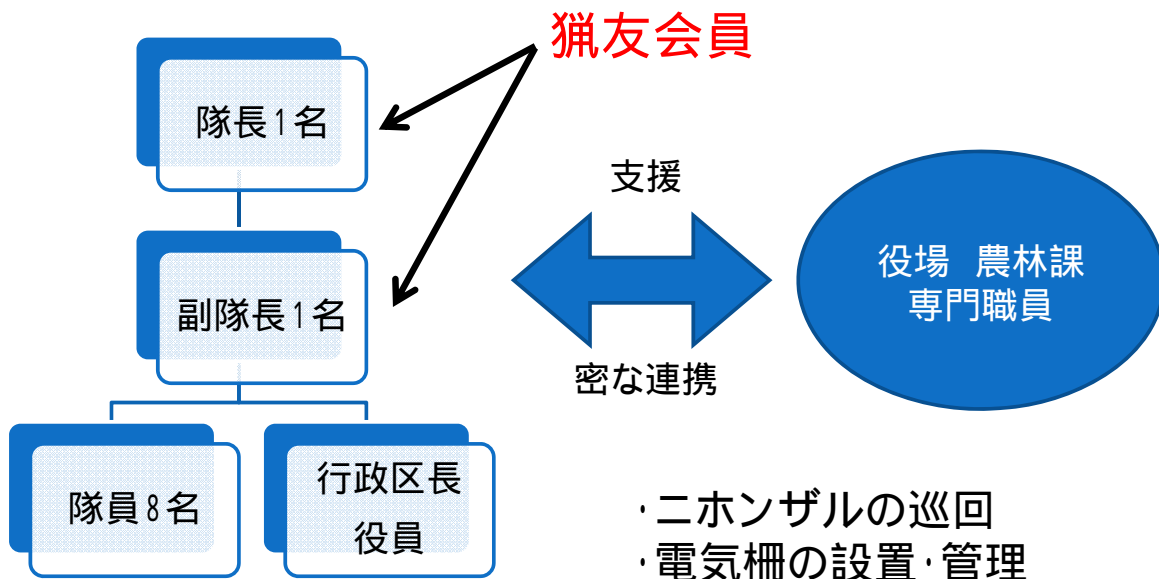 猟友会員
隊長1名
支援
役場　農林課
専門職員
副隊長1名
密な連携
隊員8名
行政区長
役員
・ニホンザルの巡回
・電気柵の設置・管理